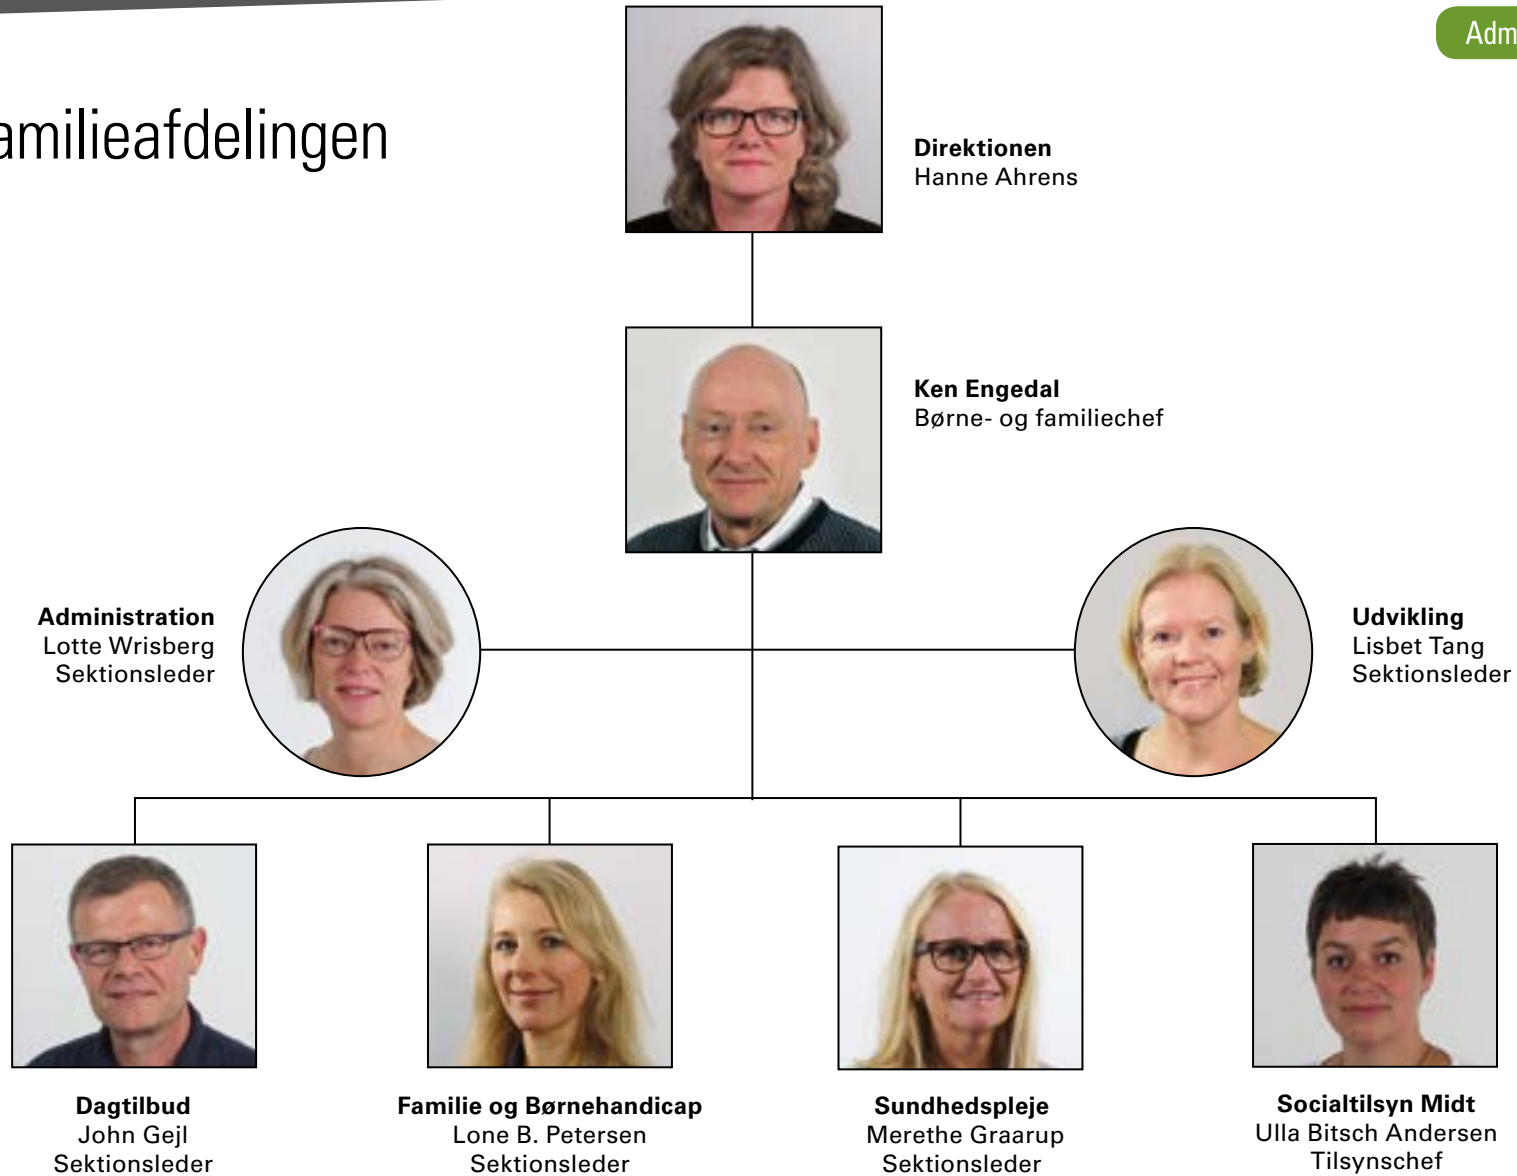 Adm
amilieafdelingen
Direktionen
Hanne Ahrens
Ken Engedal
Børne- og familiechef
Administration
Lotte Wrisberg
Sektionsleder
Udvikling
Lisbet Tang
Sektionsleder
Dagtilbud
John Gejl
Sektionsleder
Familie og Børnehandicap
Lone B. Petersen
Sektionsleder
Sundhedspleje
Merethe Graarup
Sektionsleder
Socialtilsyn Midt
Ulla Bitsch Andersen
Tilsynschef